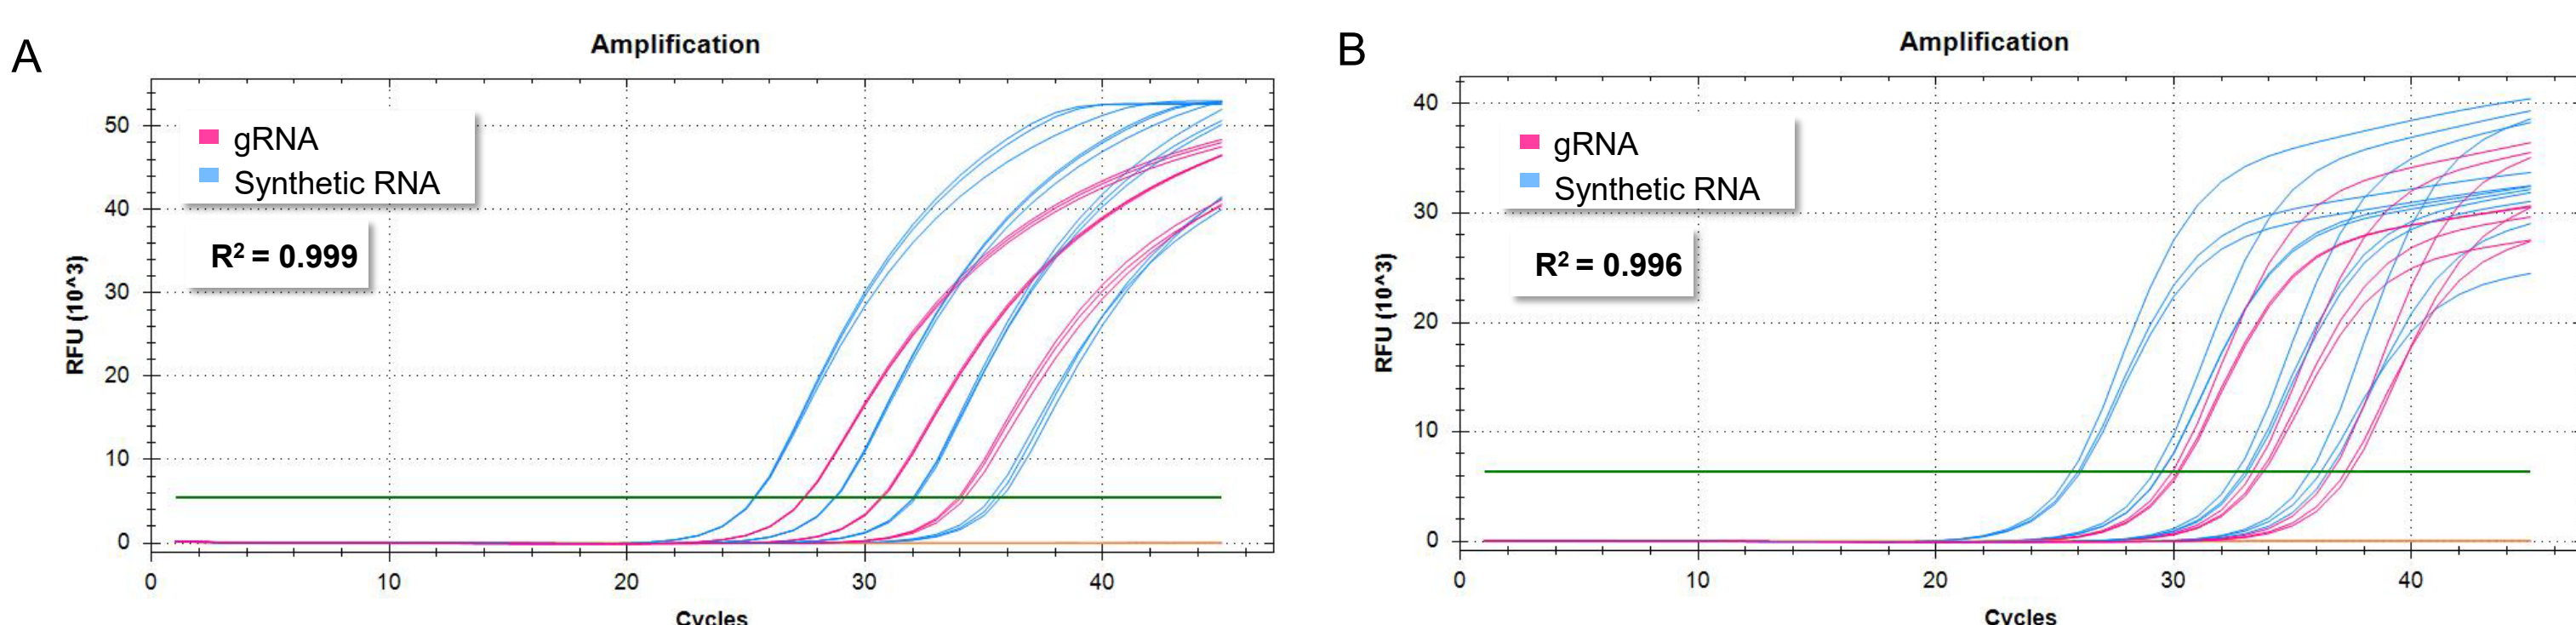 A
Amplification
gRNA
Synthetic RNA
R² = 0.999
RFU (10^3)
50
40
30
20
10
0
0 10 20 30 40
Cycles
B
Amplification
gRNA
Synthetic RNA
R² = 0.996
RFU (10^3)
40
30
20
10
0
0 10 20 30 40
Cycles